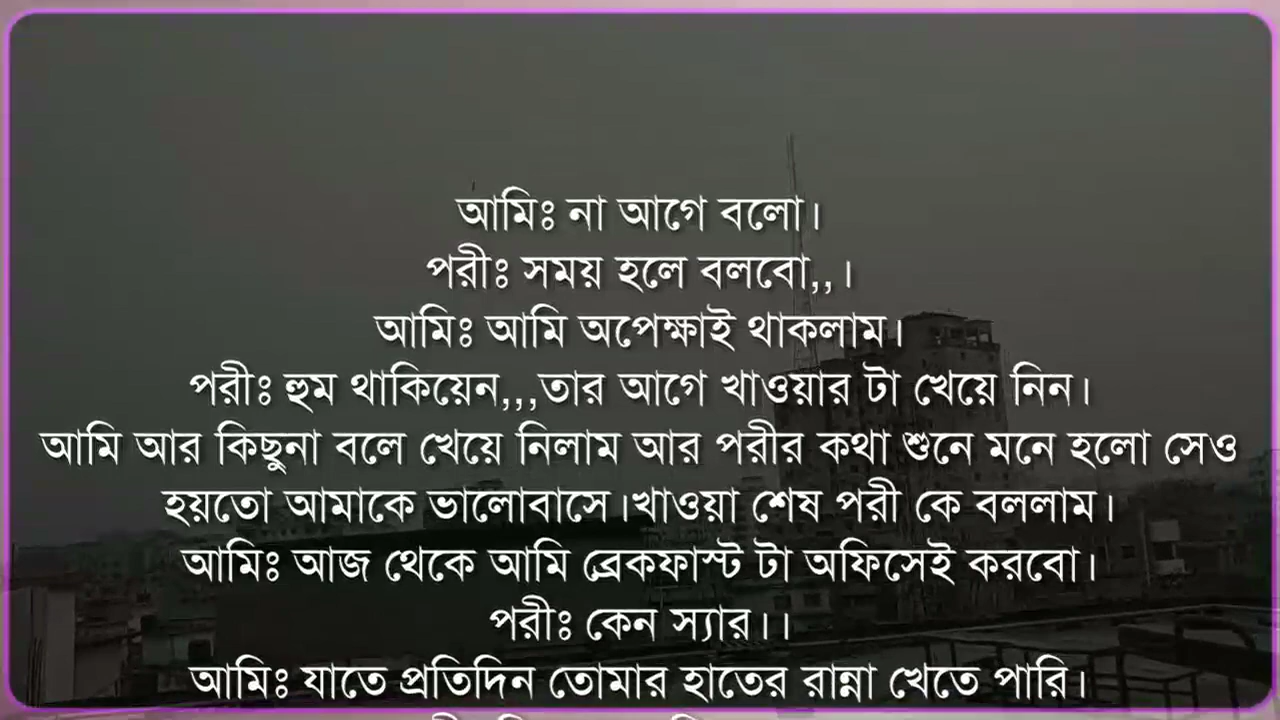 আমিঃ না আগে বলো।
পরীঃ সময় হলে বলবো,,।
আমিঃ আমি অপেক্ষাই থাকলাম।
পরীঃ হুম থাকিয়েন,,,তার আগে খাওয়ার টা খেয়ে নিন।
আমি আর কিছুনা বলে খেয়ে নিলাম আর পরীর কথা শুনে মনে হলো সেও
হয়তো আমাকে ভালোবাসে।খাওয়া শেষ পরী কে বললাম।
আমিঃ আজ থেকে আমি ব্রেকফাস্ট টা অফিসেই করবো।
পরীঃ কেন স্যার।।
আমিঃ যাতে প্রতিদিন তোমার হাতের রান্না খেতে পারি।